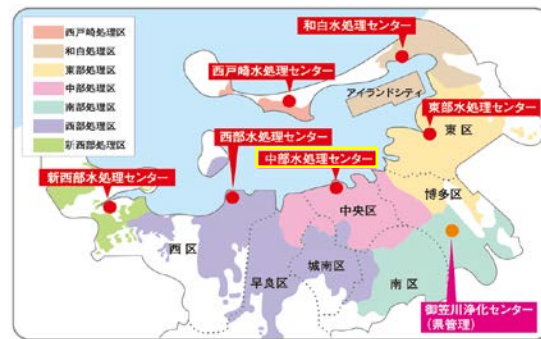 西戸崎処理区
和白処理区
東部処理区
中部処理区
南部処理区
西部処理区
新西部処理区
和白水処理センター
西戸崎水処理センター
アイランドシティ
東部水処理センター
東区
西部水処理センター
中部水処理センター
新西部水処理センター
博多区
中央区
西区
城南区
早良区
南区
御笠川浄化センター
(県管理)